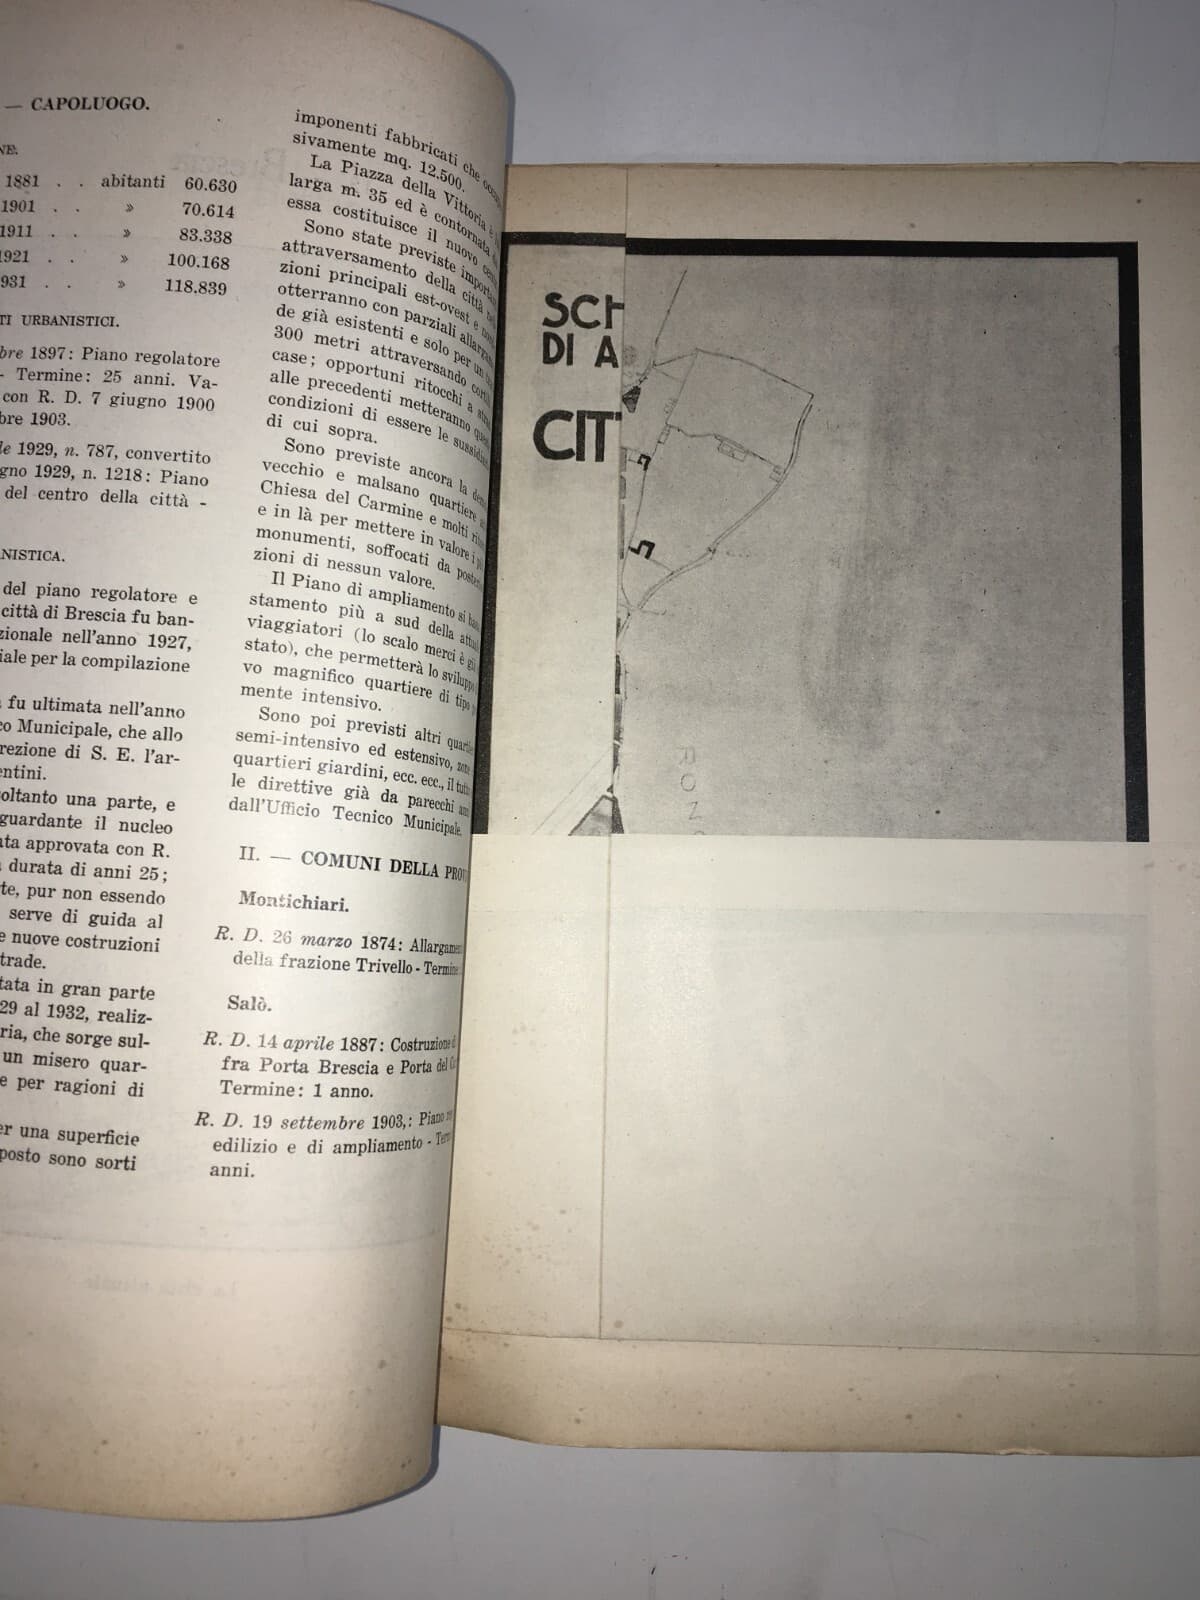 — CAPOLUOGO.
1881 . . abitanti 60.630
1901 . . » 70.614
1911 . . » 83.338
1921 . . » 100.168
931 . . » 118.839
TI URBANISTICI.
bre 1897: Piano regolatore
- Termine: 25 anni. Va-
con R. D. 7 giugno 1900
bre 1903.
le 1929, n. 787, convertito
gno 1929, n. 1218: Piano
del centro della città -
NISTICA.
del piano regolatore e
città di Brescia fu ban-
zionale nell'anno 1927,
iale per la compilazione
fu ultimata nell'anno
co Municipale, che allo
rezione di S. E. l'ar-
entini.
oltanto una parte, e
guardante il nucleo
ata approvata con R.
durata di anni 25;
te, pur non essendo
serve di guida al
e nuove costruzioni
trade.
tata in gran parte
29 al 1932, realiz-
ria, che sorge sul-
un misero quar-
e per ragioni di
er una superficie
posto sono sorti
imponenti fabbricati che
sivamente mq. 12.500.
La Piazza della Vittoria è
larga m. 35 ed è contornata
essa costituisce il nuovo
Sono state previste
attraversamento della città
zioni principali est-ovest e
otterranno con parziali
de già esistenti e solo per un
300 metri attraversando
case; opportuni ritocchi a
alle precedenti metteranno
condizioni di essere le
di cui sopra.
Sono previste ancora la
vecchio e malsano quartiere
Chiesa del Carmine e molti
e in là per mettere in valore i
monumenti, soffocati da
zioni di nessun valore.
Il Piano di ampliamento si
stamento più a sud della
viaggiatori (lo scalo merci è
stato), che permetterà lo
vo magnifico quartiere di tipo
mente intensivo.
Sono poi previsti altri
semi-intensivo ed estensivo,
quartieri giardini, ecc. ecc., il
le direttive già da parecchi
dall'Ufficio Tecnico Municipale.
II. — COMUNI DELLA
Montichiari.
R. D. 26 marzo 1874:
della frazione Trivello - Termine
Salò.
R. D. 14 aprile 1887: Costruzione
fra Porta Brescia e Porta del
Termine: 1 anno.
R. D. 19 settembre 1903,: Piano
edilizio e di ampliamento -
anni.
SCH
DI A
CIT
RON